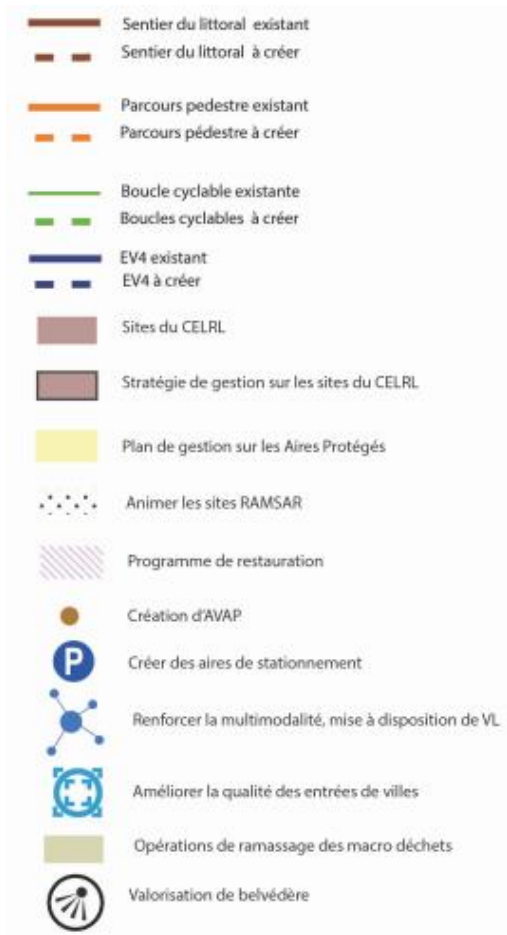 Sentier du littoral existant
Sentier du littoral à créer
Parcours pedestre existant
Parcours pédestre à créer
Boucle cyclable existante
Boucles cyclables à créer
EV4 existant
EV4 à créer
Sites du CELRL
Stratégie de gestion sur les sites du CELRL
Plan de gestion sur les Aires Protégés
Animer les sites RAMSAR
Programme de restauration
Création d'AVAP
P
Créer des aires de stationnement
Renforcer la multimodalité, mise à disposition de VL
Améliorer la qualité des entrées de villes
Opérations de ramassage des macro déchets
Valorisation de belvédère